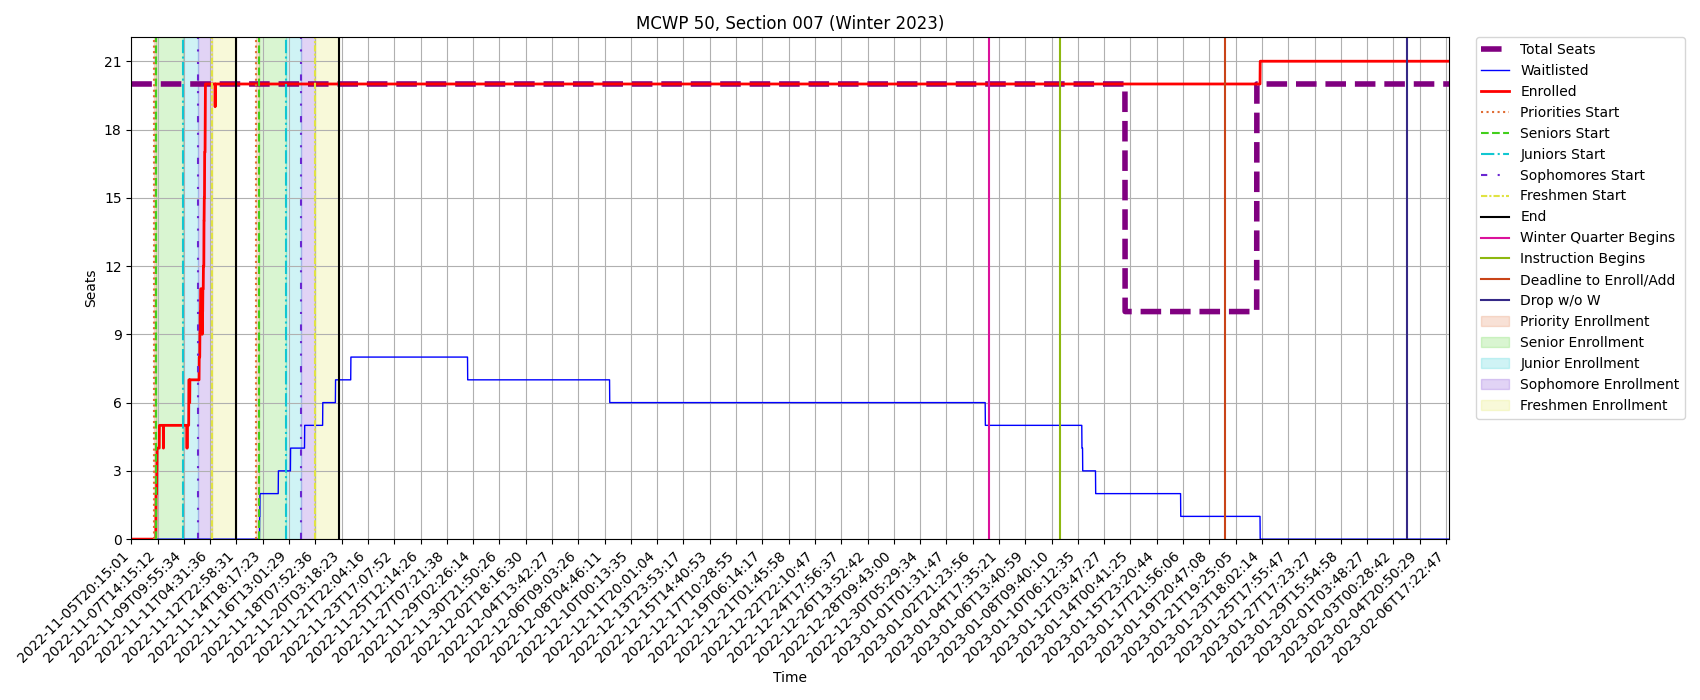 MCWP 50, Section 007 (Winter 2023)
Seats
21
18
15
12
9
6
3
0
2022-11-05T20:15:01
2022-11-07T14:15:12
2022-11-09T09:55:34
2022-11-11T04:31:36
2022-11-12T22:58:31
2022-11-14T18:17:23
2022-11-16T13:01:29
2022-11-18T07:52:36
2022-11-20T03:18:23
2022-11-21T22:04:16
2022-11-23T17:07:52
2022-11-25T12:14:26
2022-11-27T07:21:38
2022-11-29T02:26:14
2022-11-30T21:50:26
2022-12-02T18:16:30
2022-12-04T13:42:27
2022-12-06T09:03:26
2022-12-08T04:46:11
2022-12-10T00:13:35
2022-12-11T20:01:04
2022-12-13T23:53:17
2022-12-15T14:40:53
2022-12-17T10:28:55
2022-12-19T06:14:17
2022-12-21T01:45:58
2022-12-22T22:10:47
2022-12-24T17:56:37
2022-12-26T13:52:42
2022-12-28T09:43:00
2022-12-30T05:29:34
2023-01-01T01:31:47
2023-01-02T21:23:56
2023-01-04T17:35:21
2023-01-06T13:40:59
2023-01-08T09:40:10
2023-01-10T06:12:35
2023-01-12T03:47:27
2023-01-14T00:41:25
2023-01-15T23:20:44
2023-01-17T21:56:06
2023-01-19T20:47:08
2023-01-21T19:25:05
2023-01-23T18:02:14
2023-01-25T17:55:47
2023-01-27T17:23:27
2023-01-29T15:54:58
2023-02-01T03:48:27
2023-02-03T00:28:42
2023-02-04T20:50:29
2023-02-06T17:22:47
Time
Total Seats
Waitlisted
Enrolled
Priorities Start
Seniors Start
Juniors Start
Sophomores Start
Freshmen Start
End
Winter Quarter Begins
Instruction Begins
Deadline to Enroll/Add
Drop w/o W
Priority Enrollment
Senior Enrollment
Junior Enrollment
Sophomore Enrollment
Freshmen Enrollment